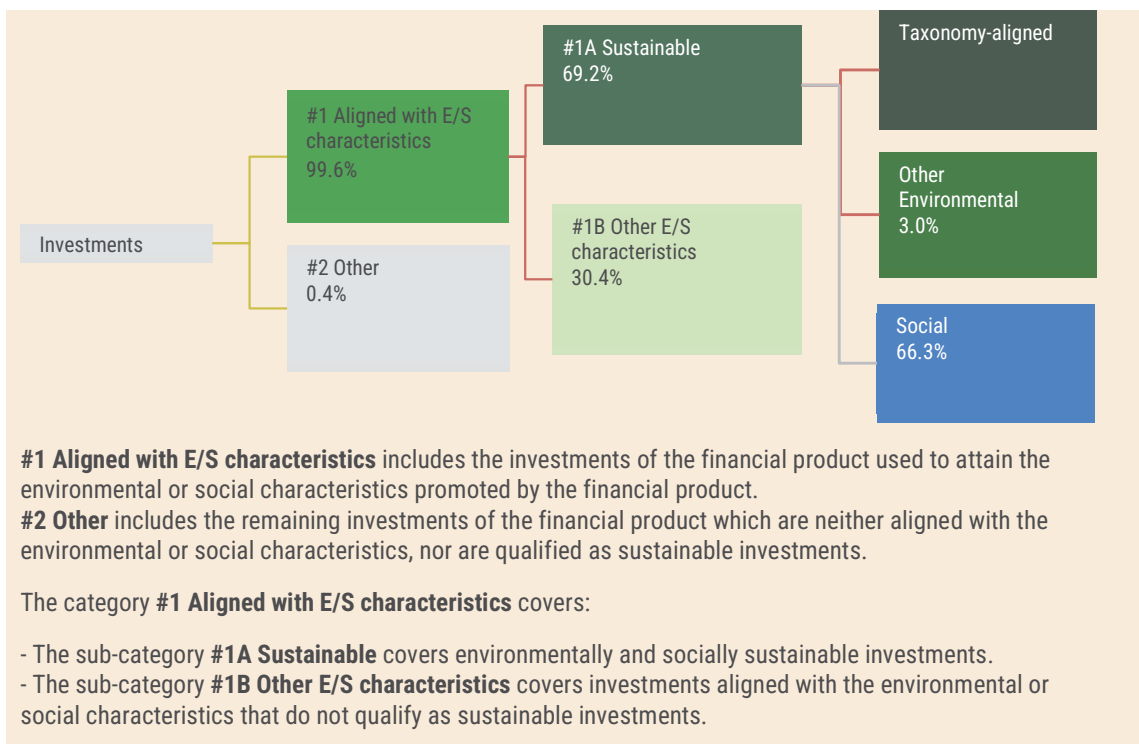 Investments
#1 Aligned with E/S
characteristics
99.6%
#2 Other
0.4%
#1A Sustainable
69.2%
#1B Other E/S
characteristics
30.4%
Taxonomy-aligned
Other
Environmental
3.0%
Social
66.3%
#1 Aligned with E/S characteristics includes the investments of the financial product used to attain the
environmental or social characteristics promoted by the financial product.
#2 Other includes the remaining investments of the financial product which are neither aligned with the
environmental or social characteristics, nor are qualified as sustainable investments.
The category #1 Aligned with E/S characteristics covers:
- The sub-category #1A Sustainable covers environmentally and socially sustainable investments.
- The sub-category #1B Other E/S characteristics covers investments aligned with the environmental or
social characteristics that do not qualify as sustainable investments.